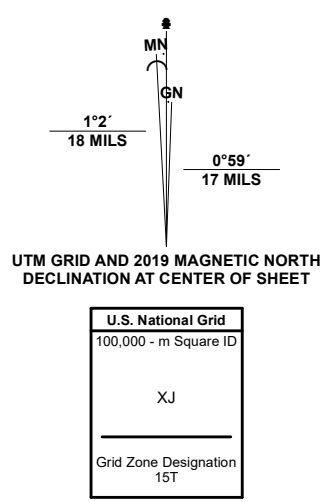 MN
GN
1°2´
18 MILS
0°59´
17 MILS
UTM GRID AND 2019 MAGNETIC NORTH
DECLINATION AT CENTER OF SHEET
U.S. National Grid
100,000 - m Square ID
XJ
Grid Zone Designation
15T